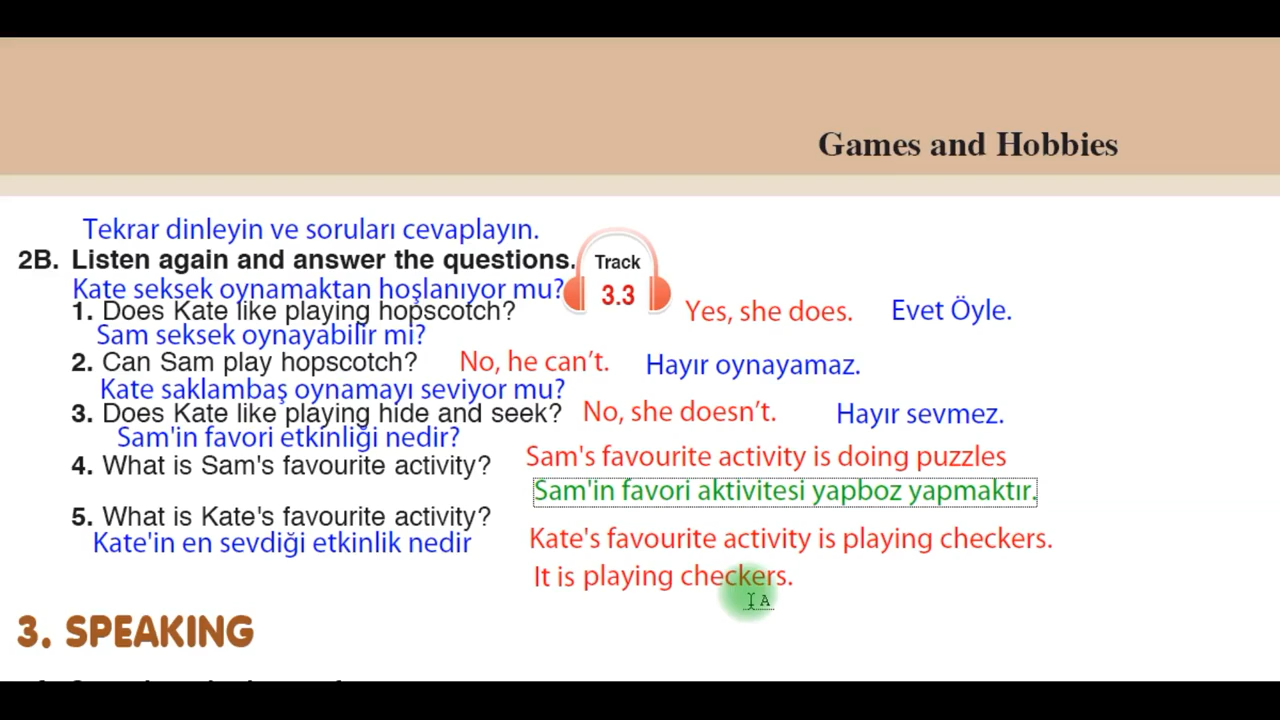 Games and Hobbies
Tekrar dinleyin ve soruları cevaplayın.
2B. Listen again and answer the questions.
Track
3.3
Kate seksek oynamaktan hoşlanıyor mu?
1. Does Kate like playing hopscotch? Yes, she does. Evet Öyle.
Sam seksek oynayabilir mi?
2. Can Sam play hopscotch? No, he can't. Hayır oynayamaz.
Kate saklambaş oynamayı seviyor mu?
3. Does Kate like playing hide and seek? No, she doesn't. Hayır sevmez.
Sam'in favori etkinliği nedir?
4. What is Sam's favourite activity? Sam's favourite activity is doing puzzles
Sam'in favori aktivitesi yapboz yapmaktır.
5. What is Kate's favourite activity?
Kate'in en sevdiği etkinlik nedir Kate's favourite activity is playing checkers.
It is playing checkers.
3. SPEAKING